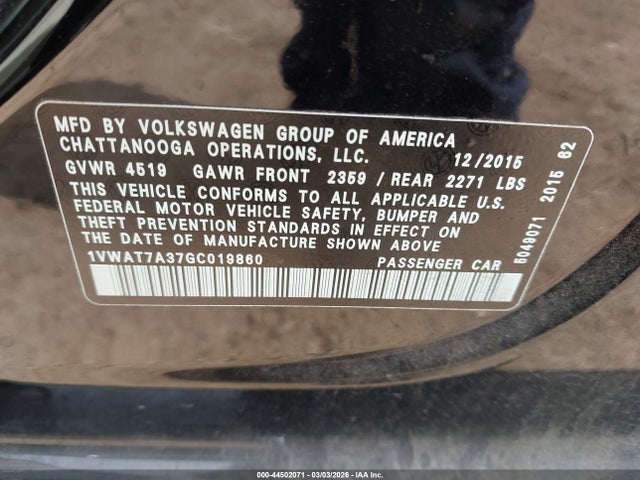 MFD BY VOLKSWAGEN GROUP OF AMERICA
CHATTANOOGA OPERATIONS, LLC. 12/2015
GVWR 4519 GAWR FRONT 2359 / REAR 2271 LBS
THIS VEHICLE CONFORMS TO ALL APPLICABLE U.S.
FEDERAL MOTOR VEHICLE SAFETY, BUMPER AND
THEFT PREVENTION STANDARDS IN EFFECT ON
THE DATE OF MANUFACTURE SHOWN ABOVE
1VWAT7A37GC019860 PASSENGER CAR
5049071 2015 62
000-44502071 | 03/03/2026 | IAA Inc.